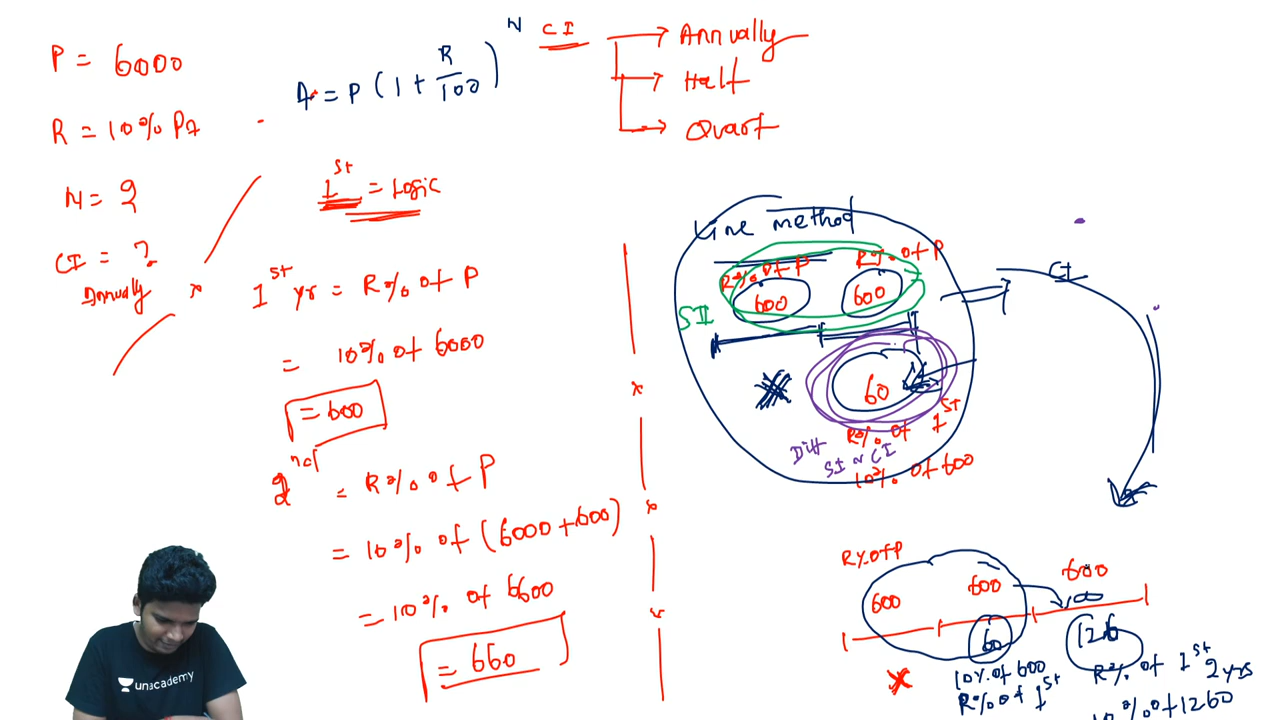 P = 6000
R = 10% PA
N = 2
CI = ?
Annually
A = P(1 + R/100)^N
CI
Annually
Half
Quart
1st = Logic
1st yr = R% of P
= 10% of 6000
= 600
2nd = R% of P
= 10% of (6000+600)
= 10% of 6600
= 660
Line method
R% of P R% of P
SI 600 600
60
R% of 1st
Diff
SI ~ CI
10% of 600
CI
R% of P
600 600 600
60 126
10% of 600
R% of 1st
R% of 1st
2 yrs
10% of 1260
unacademy